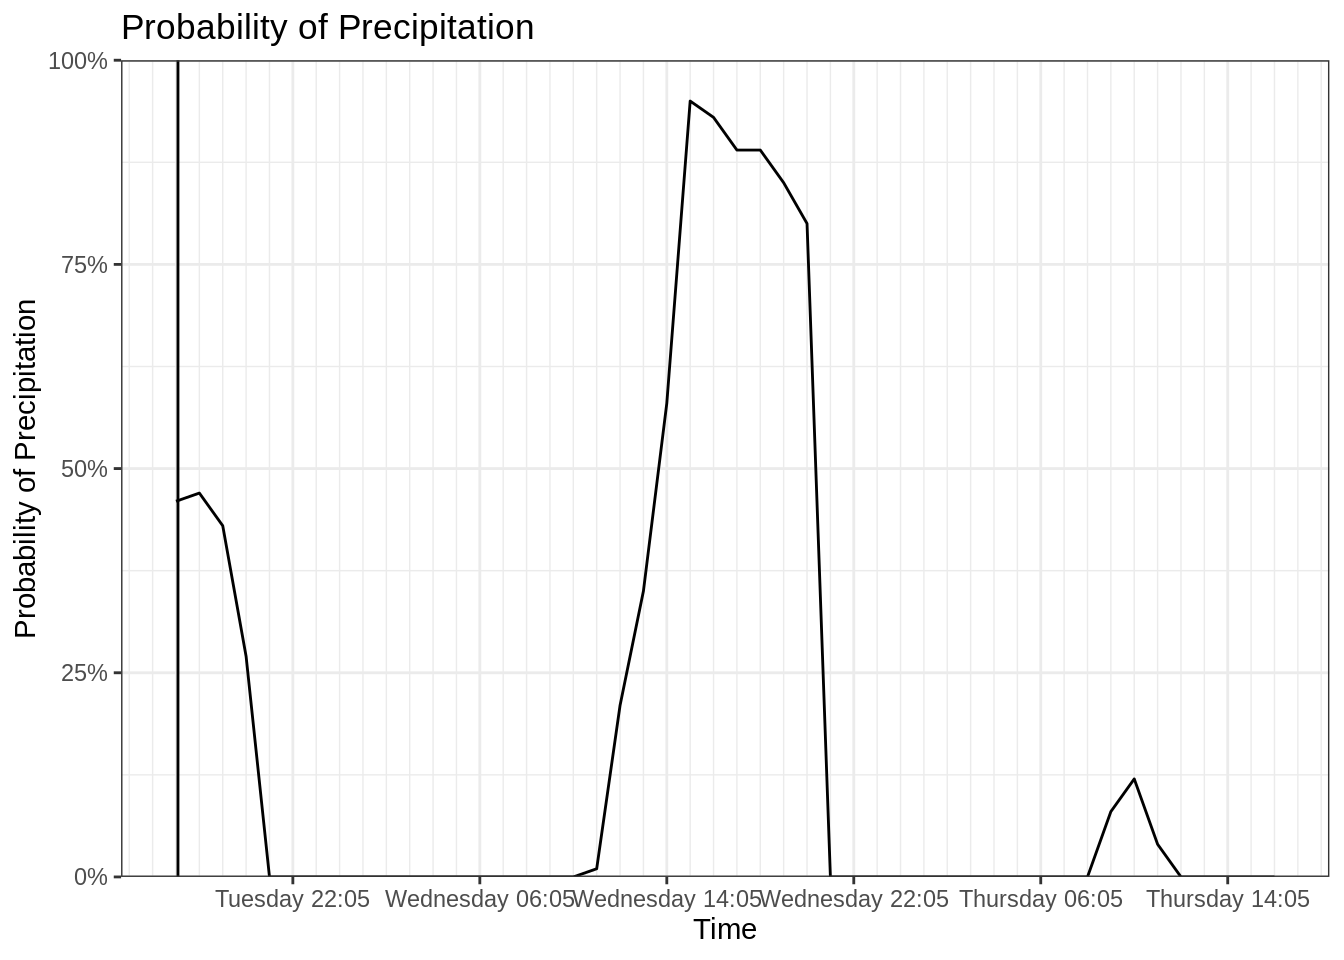 Probability of Precipitation
100%
75%
50%
25%
0%
Probability of Precipitation
Tuesday 22:05 Wednesday 06:05 Wednesday 14:05 Wednesday 22:05 Thursday 06:05 Thursday 14:05
Time